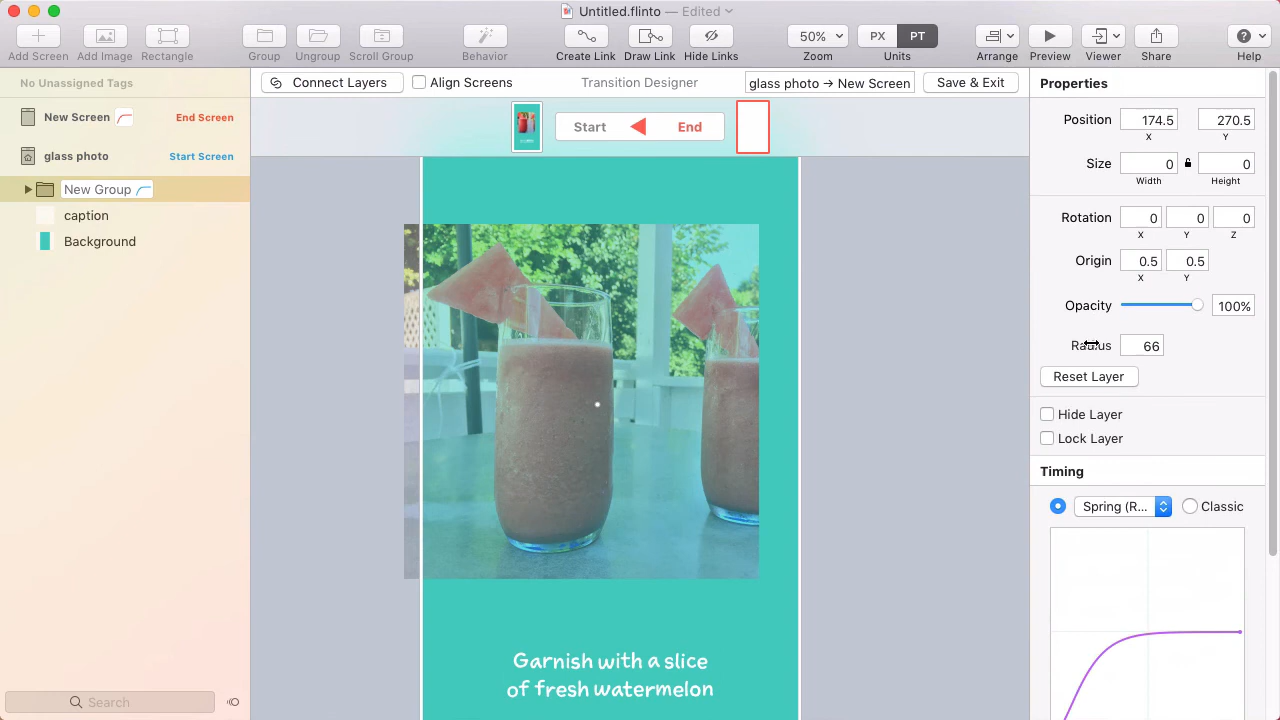 Untitled.flinto — Edited
Add Screen Add Image Rectangle Group Ungroup Scroll Group Behavior Create Link Draw Link Hide Links 50% Zoom PX PT Units Arrange Preview Viewer Share Help
No Unassigned Tags
Connect Layers Align Screens Transition Designer glass photo → New Screen Save & Exit
Properties
New Screen End Screen
Start End
glass photo Start Screen
New Group
caption
Background
Position 174.5 270.5
X Y
Size 0 0
Width Height
Rotation 0 0 0
X Y Z
Origin 0.5 0.5
X Y
Opacity 100%
Radius 66
Reset Layer
Hide Layer
Lock Layer
Timing
Spring (R... Classic
Garnish with a slice
of fresh watermelon
Search